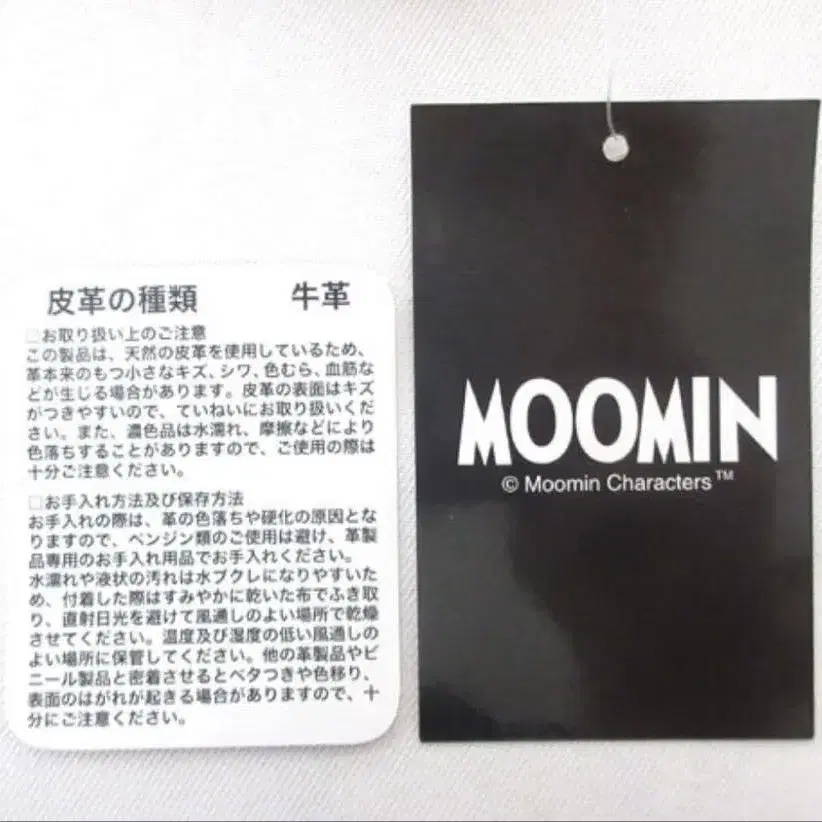 皮革の種類 牛革
□お取り扱い上のご注意
この製品は、天然の皮革を使用しているため、
革本来のもつ小さなキズ、シワ、色むら、血筋な
どが生じる場合があります。皮革の表面はキズ
がつきやすいので、ていねいにお取り扱いくだ
さい。また、濃色品は水濡れ、摩擦などにより
色落ちすることがありますので、ご使用の際は
十分ご注意ください。
□お手入れ方法及び保存方法
お手入れの際は、革の色落ちや硬化の原因とな
りますので、ベンジン類のご使用は避け、革製
品専用のお手入れ用品でお手入れください。
水濡れや液状の汚れは水ブクレになりやすいた
め、付着した際はすみやかに乾いた布でふき取
り、直射日光を避けて風通しのよい場所で乾燥
させてください。温度及び湿度の低い風通しの
よい場所に保管してください。他の革製品やビ
ニール製品と密着させるとベタつきや色移り、
表面のはがれが起きる場合がありますので、十
分にご注意ください。
MOOMIN
© Moomin Characters™